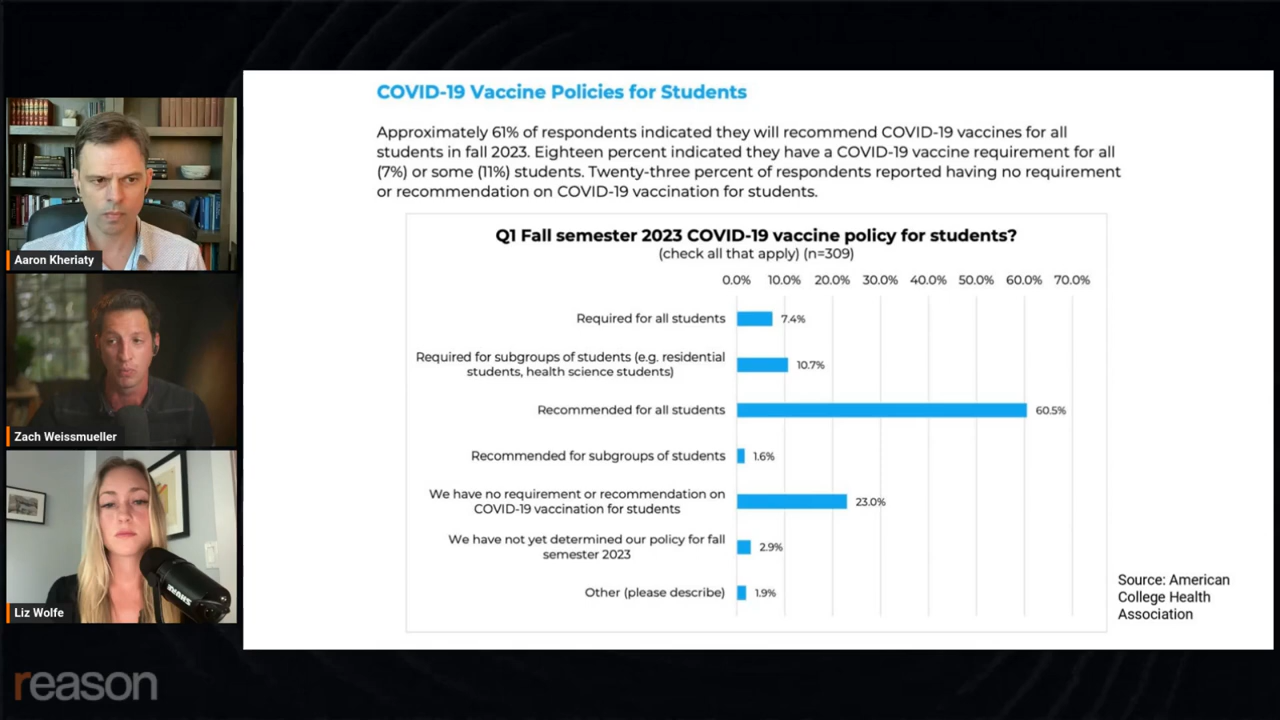 COVID-19 Vaccine Policies for Students
Approximately 61% of respondents indicated they will recommend COVID-19 vaccines for all
students in fall 2023. Eighteen percent indicated they have a COVID-19 vaccine requirement for all
(7%) or some (11%) students. Twenty-three percent of respondents reported having no requirement
or recommendation on COVID-19 vaccination for students.
Q1 Fall semester 2023 COVID-19 vaccine policy for students?
(check all that apply) (n=309)
0.0% 10.0% 20.0% 30.0% 40.0% 50.0% 60.0% 70.0%
Required for all students 7.4%
Required for subgroups of students (e.g. residential
students, health science students) 10.7%
Recommended for all students 60.5%
Recommended for subgroups of students 1.6%
We have no requirement or recommendation on
COVID-19 vaccination for students 23.0%
We have not yet determined our policy for fall
semester 2023 2.9%
Other (please describe) 1.9%
Source: American
College Health
Association
Aaron Kheriaty
Zach Weissmueller
Liz Wolfe
SHURE
reason